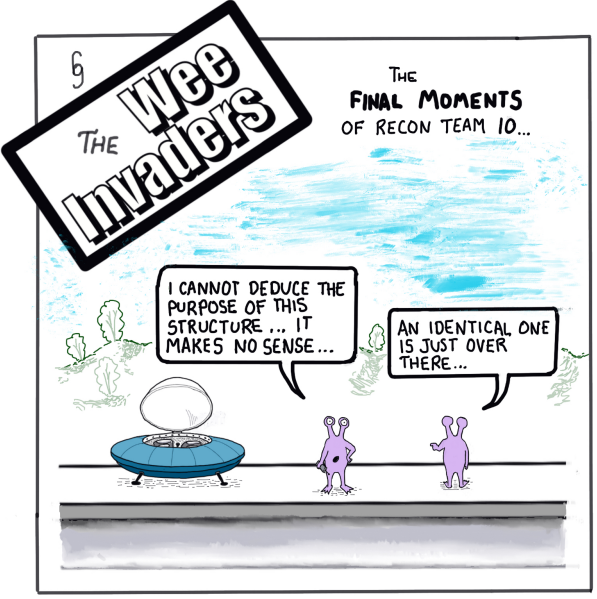 THE
Wee
Invaders
THE
FINAL MOMENTS
OF RECON TEAM 10...
I CANNOT DEDUCE THE
PURPOSE OF THIS
STRUCTURE... IT
MAKES NO SENSE...
AN IDENTICAL ONE
IS JUST OVER
THERE...